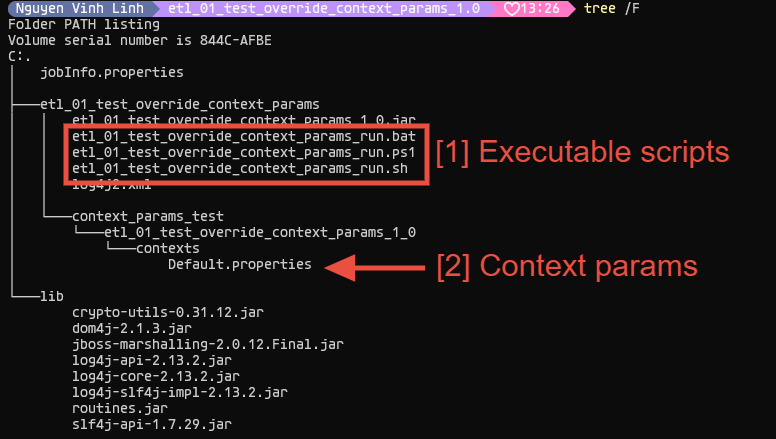 Nguyen Vinh Linh etl_01_test_override_context_params_1.0 ♡13:26 tree /F
Folder PATH listing
Volume serial number is 844C-AFBE
C:.
│   jobInfo.properties
│
├───etl_01_test_override_context_params
│   │   etl_01_test_override_context_params_1_0.jar
│   │   etl_01_test_override_context_params_run.bat
│   │   etl_01_test_override_context_params_run.ps1 [1] Executable scripts
│   │   etl_01_test_override_context_params_run.sh
│   │   log4j2.xml
│   │
│   └───context_params_test
│       └───etl_01_test_override_context_params_1_0
│           └───contexts
│                   Default.properties [2] Context params
│
└───lib
        crypto-utils-0.31.12.jar
        dom4j-2.1.3.jar
        jboss-marshalling-2.0.12.Final.jar
        log4j-api-2.13.2.jar
        log4j-core-2.13.2.jar
        log4j-slf4j-impl-2.13.2.jar
        routines.jar
        slf4j-api-1.7.29.jar